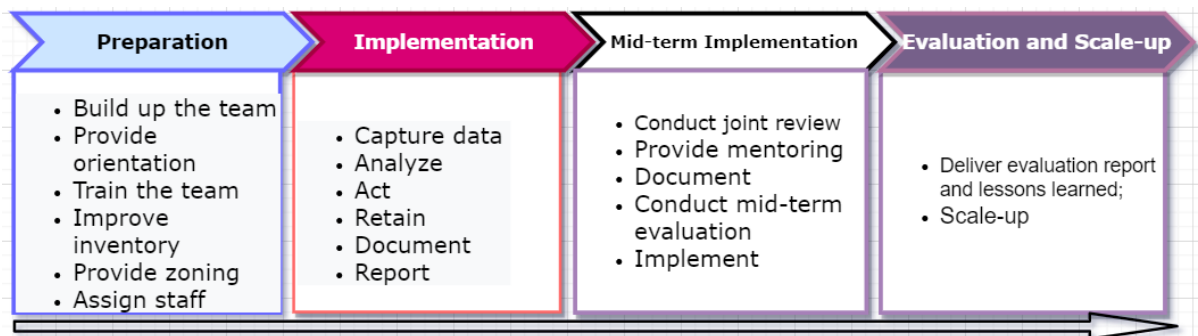 Preparation
• Build up the team
• Provide
orientation
• Train the team
• Improve
inventory
• Provide zoning
• Assign staff
Implementation
• Capture data
• Analyze
• Act
• Retain
• Document
• Report
Mid-term Implementation
• Conduct joint review
• Provide mentoring
• Document
• Conduct mid-term
evaluation
• Implement
Evaluation and Scale-up
• Deliver evaluation report
and lessons learned;
• Scale-up